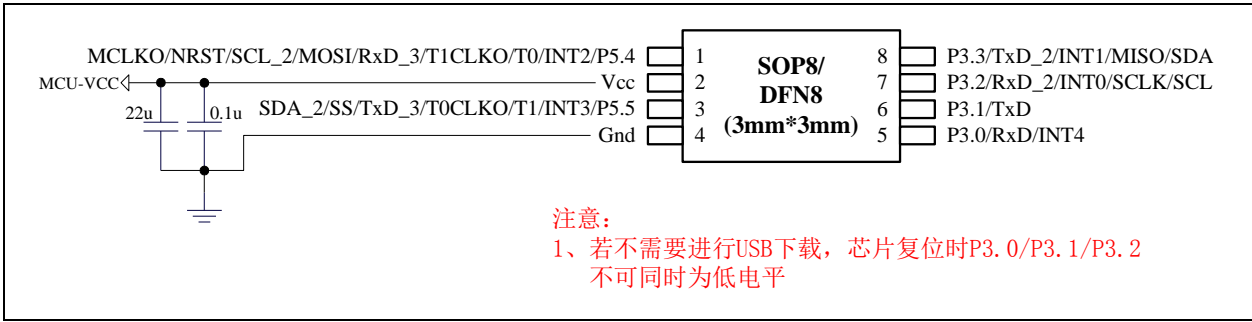 MCLKO/NRST/SCL_2/MOSI/RxD_3/T1CLKO/T0/INT2/P5.4 1 SOP8/ 8 P3.3/TxD_2/INT1/MISO/SDA
MCU-VCC Vcc 2 DFN8 7 P3.2/RxD_2/INT0/SCLK/SCL
22u 0.1u SDA_2/SS/TxD_3/T0CLKO/T1/INT3/P5.5 3 (3mm*3mm) 6 P3.1/TxD
Gnd 4 5 P3.0/RxD/INT4
注意：
1、若不需要进行USB下载，芯片复位时P3.0/P3.1/P3.2
不可同时为低电平